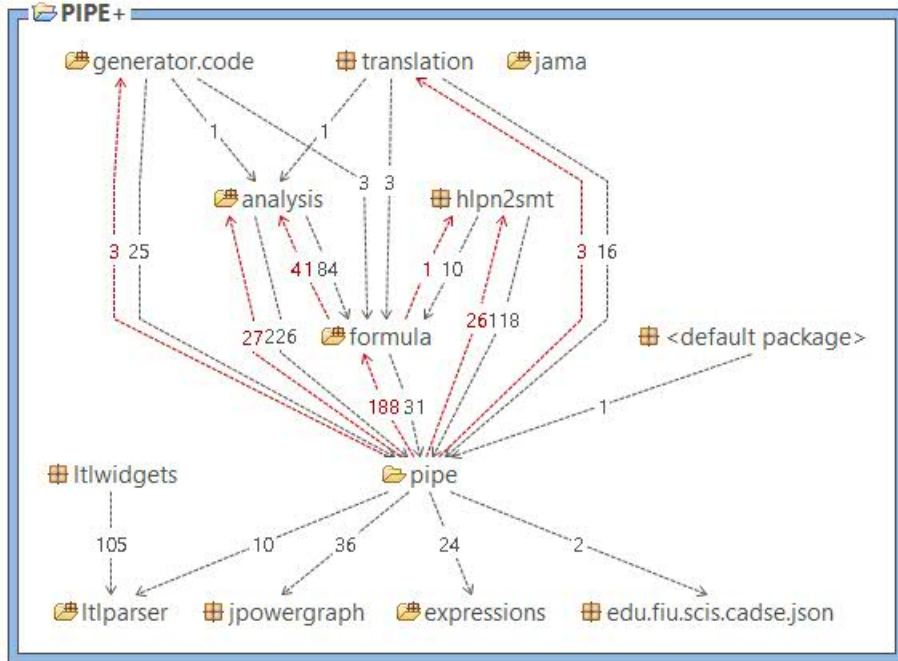 PIPE+
generator.code translation jama
1 1
3 3
analysis hlpn2smt
3 25 41 84 1 10 3 16
27 226 formula 26 118 <default package>
188 31 1
ltlwidgets pipe
105 10 36 24 2
ltlparser jpowergraph expressions edu.fiu.scis.cadse.json